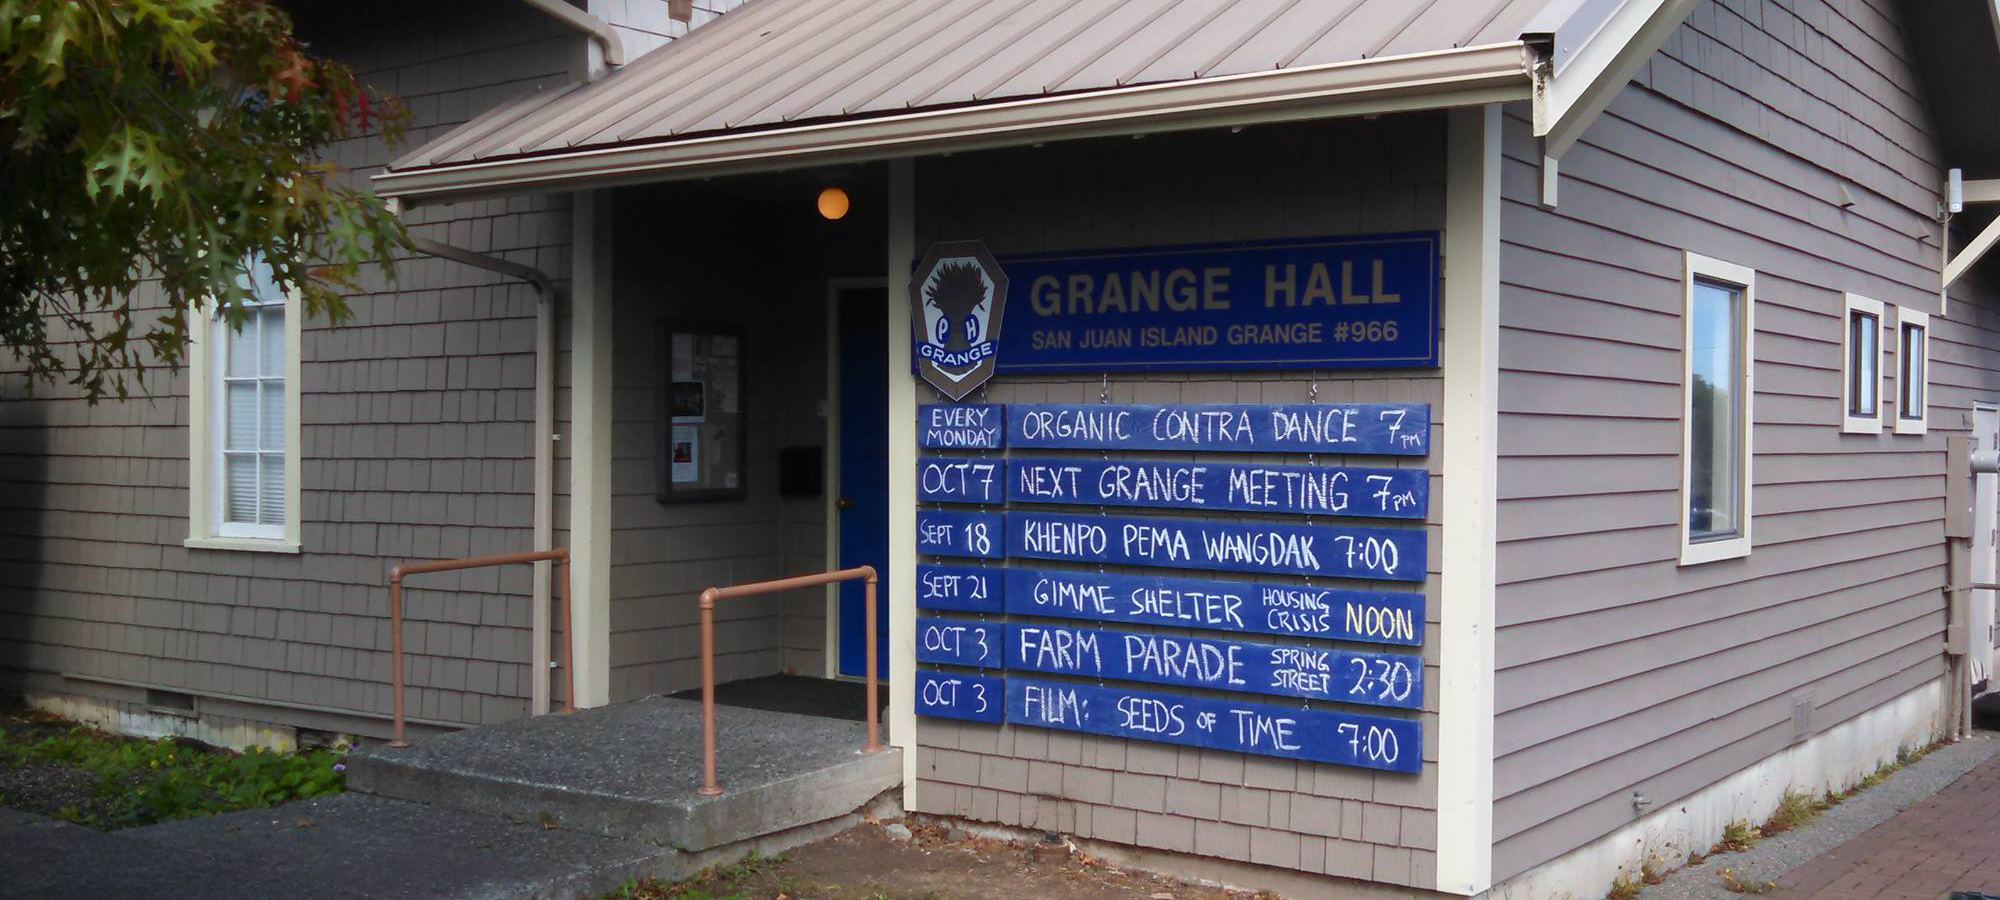 GRANGE HALL
SAN JUAN ISLAND GRANGE #966
P H
GRANGE
EVERY MONDAY ORGANIC CONTRA DANCE 7PM
OCT 7 NEXT GRANGE MEETING 7PM
SEPT 18 KHENPO PEMA WANGDAK 7:00
SEPT 21 GIMME SHELTER HOUSING CRISIS NOON
OCT 3 FARM PARADE SPRING STREET 2:30
OCT 3 FILM: SEEDS OF TIME 7:00